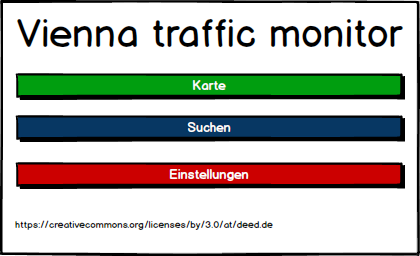 Vienna traffic monitor
Karte
Suchen
Einstellungen
https://creativecommons.org/licenses/by/3.0/at/deed.de